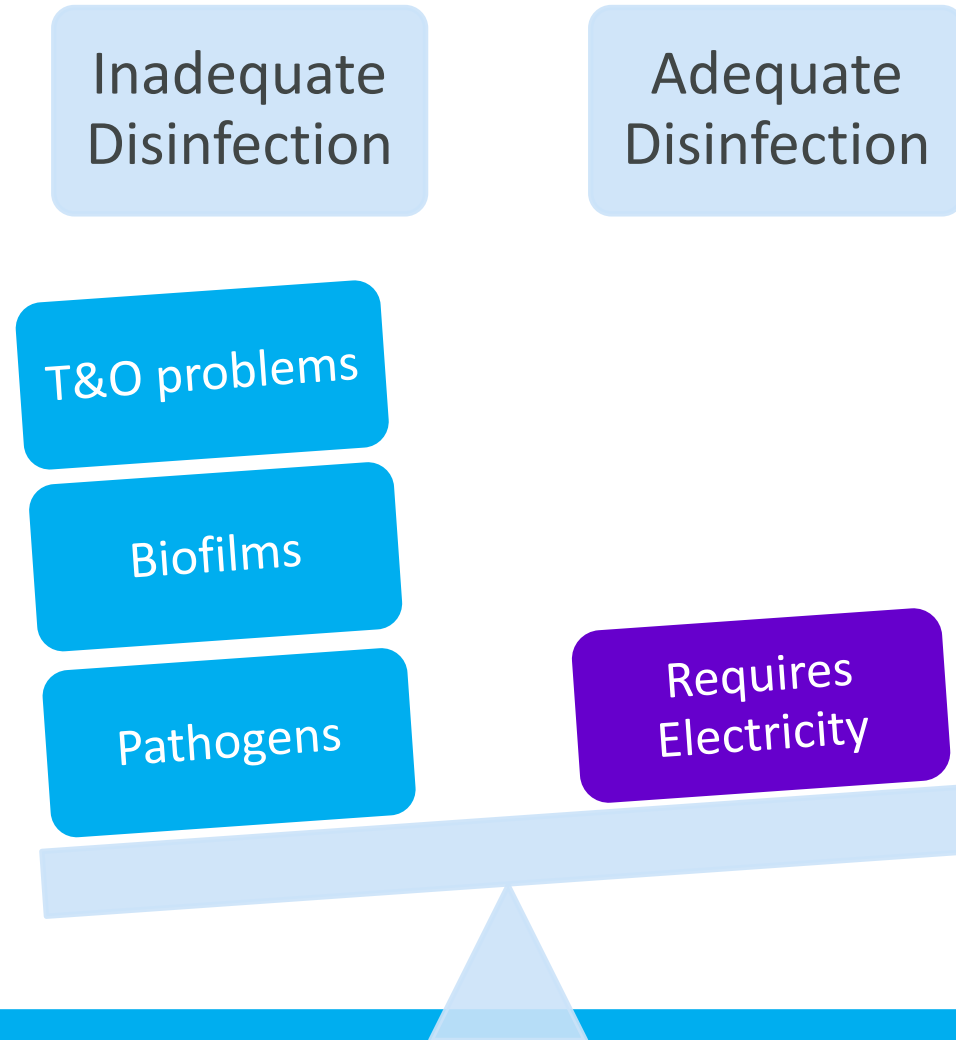 Inadequate
Disinfection
Adequate
Disinfection
T&O problems
Biofilms
Pathogens
Requires
Electricity